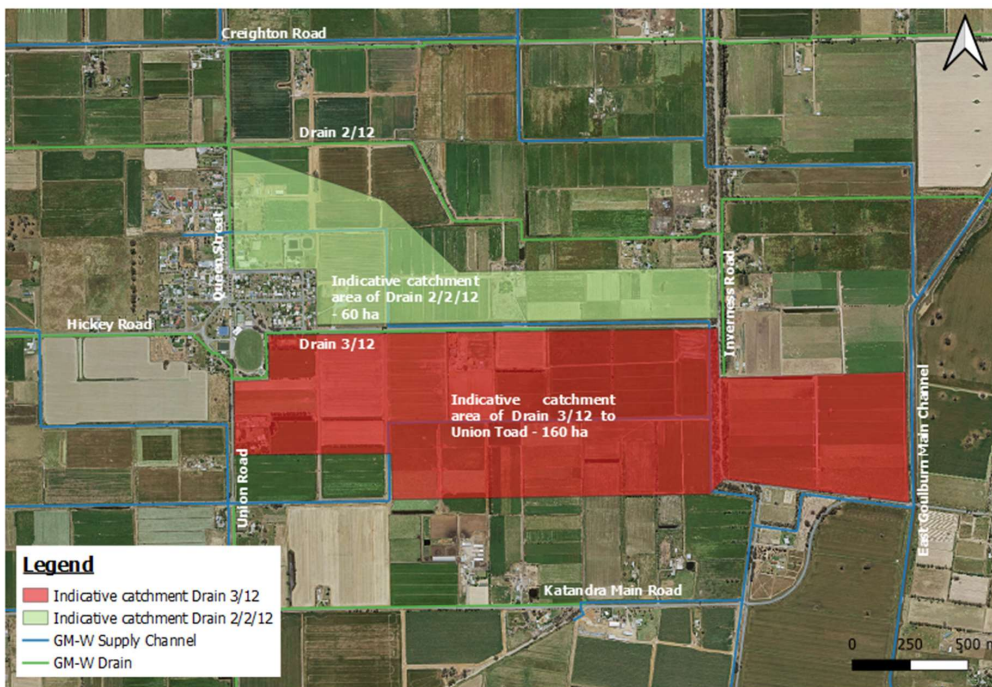 Creighton Road
Drain 2/12
Queen Street
Indicative catchment
area of Drain 2/2/12
- 60 ha
Inverness Road
Hickey Road
Drain 3/12
Indicative catchment
area of Drain 3/12 to
Union Toad - 160 ha
Union Road
East Goulburn Main Channel
Katandra Main Road
Legend
Indicative catchment Drain 3/12
Indicative catchment Drain 2/2/12
GM-W Supply Channel
GM-W Drain
0 250 500 m